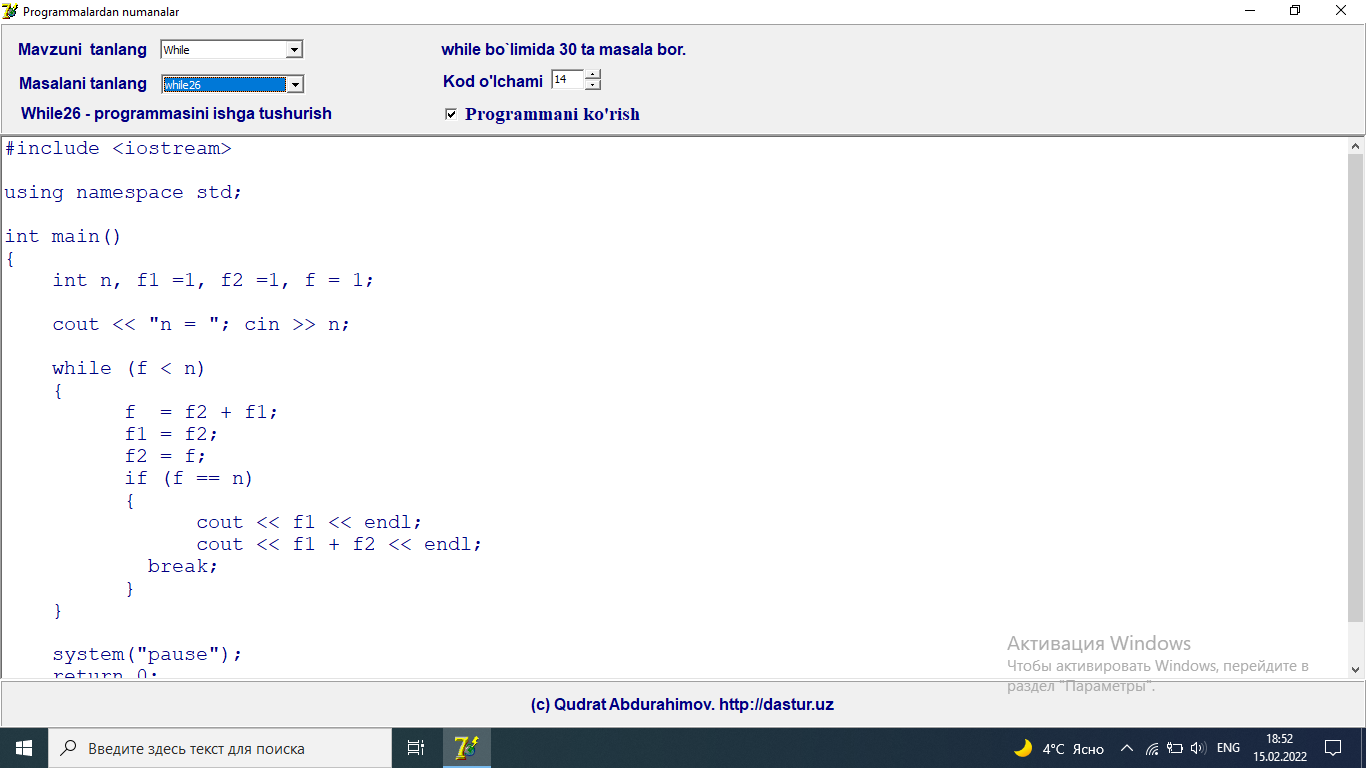 Programmalardan numanalar
Mavzuni tanlang While while bo`limida 30 ta masala bor.
Masalani tanlang while26 Kod o'lchami 14
While26 - programmasini ishga tushurish Programmani ko'rish
#include <iostream>
using namespace std;
int main()
{
    int n, f1 =1, f2 =1, f = 1;
    cout << "n = "; cin >> n;
    while (f < n)
    {
          f  = f2 + f1;
          f1 = f2;
          f2 = f;
          if (f == n)
          {
                cout << f1 << endl;
                cout << f1 + f2 << endl;
            break;
          }
    }
    system("pause");
    return 0;
Активация Windows
Чтобы активировать Windows, перейдите в
раздел "Параметры".
(c) Qudrat Abdurahimov. http://dastur.uz
Введите здесь текст для поиска 4°C Ясно ENG 18:52
15.02.2022